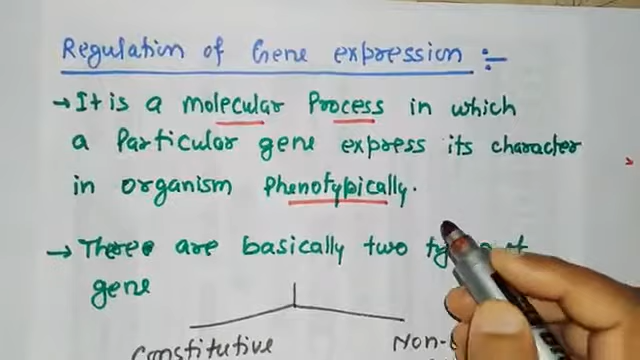 Regulation of Gene expression :-
→ It is a molecular Process in which
a Particular gene express its character
in organism Phenotypically.
→ There are basically two
gene
Constitutive Non-